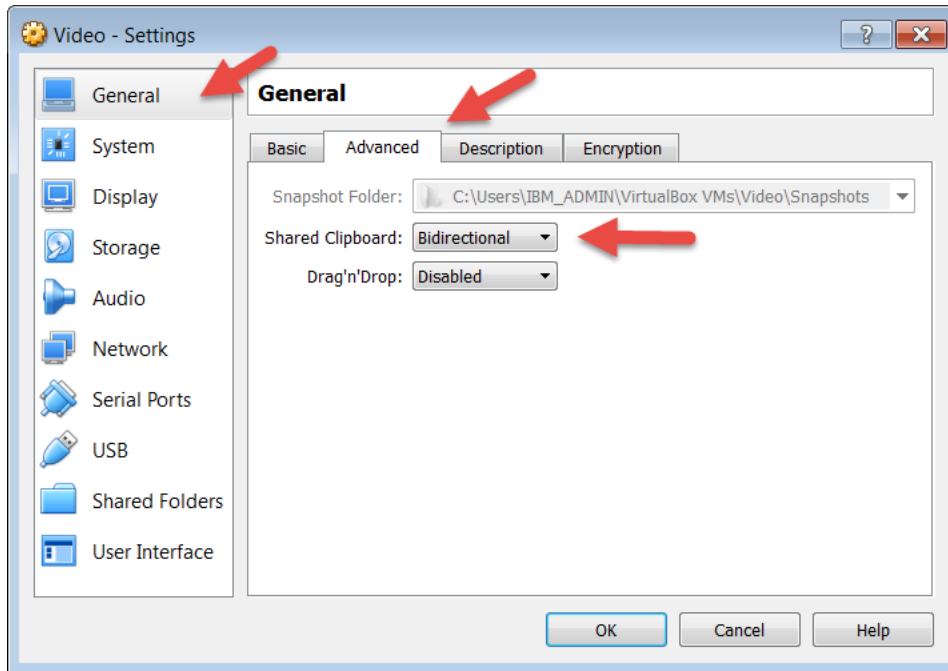 Video - Settings
General
System
Display
Storage
Audio
Network
Serial Ports
USB
Shared Folders
User Interface
General
Basic Advanced Description Encryption
Snapshot Folder: C:\Users\IBM_ADMIN\VirtualBox VMs\Video\Snapshots
Shared Clipboard: Bidirectional
Drag'n'Drop: Disabled
OK Cancel Help